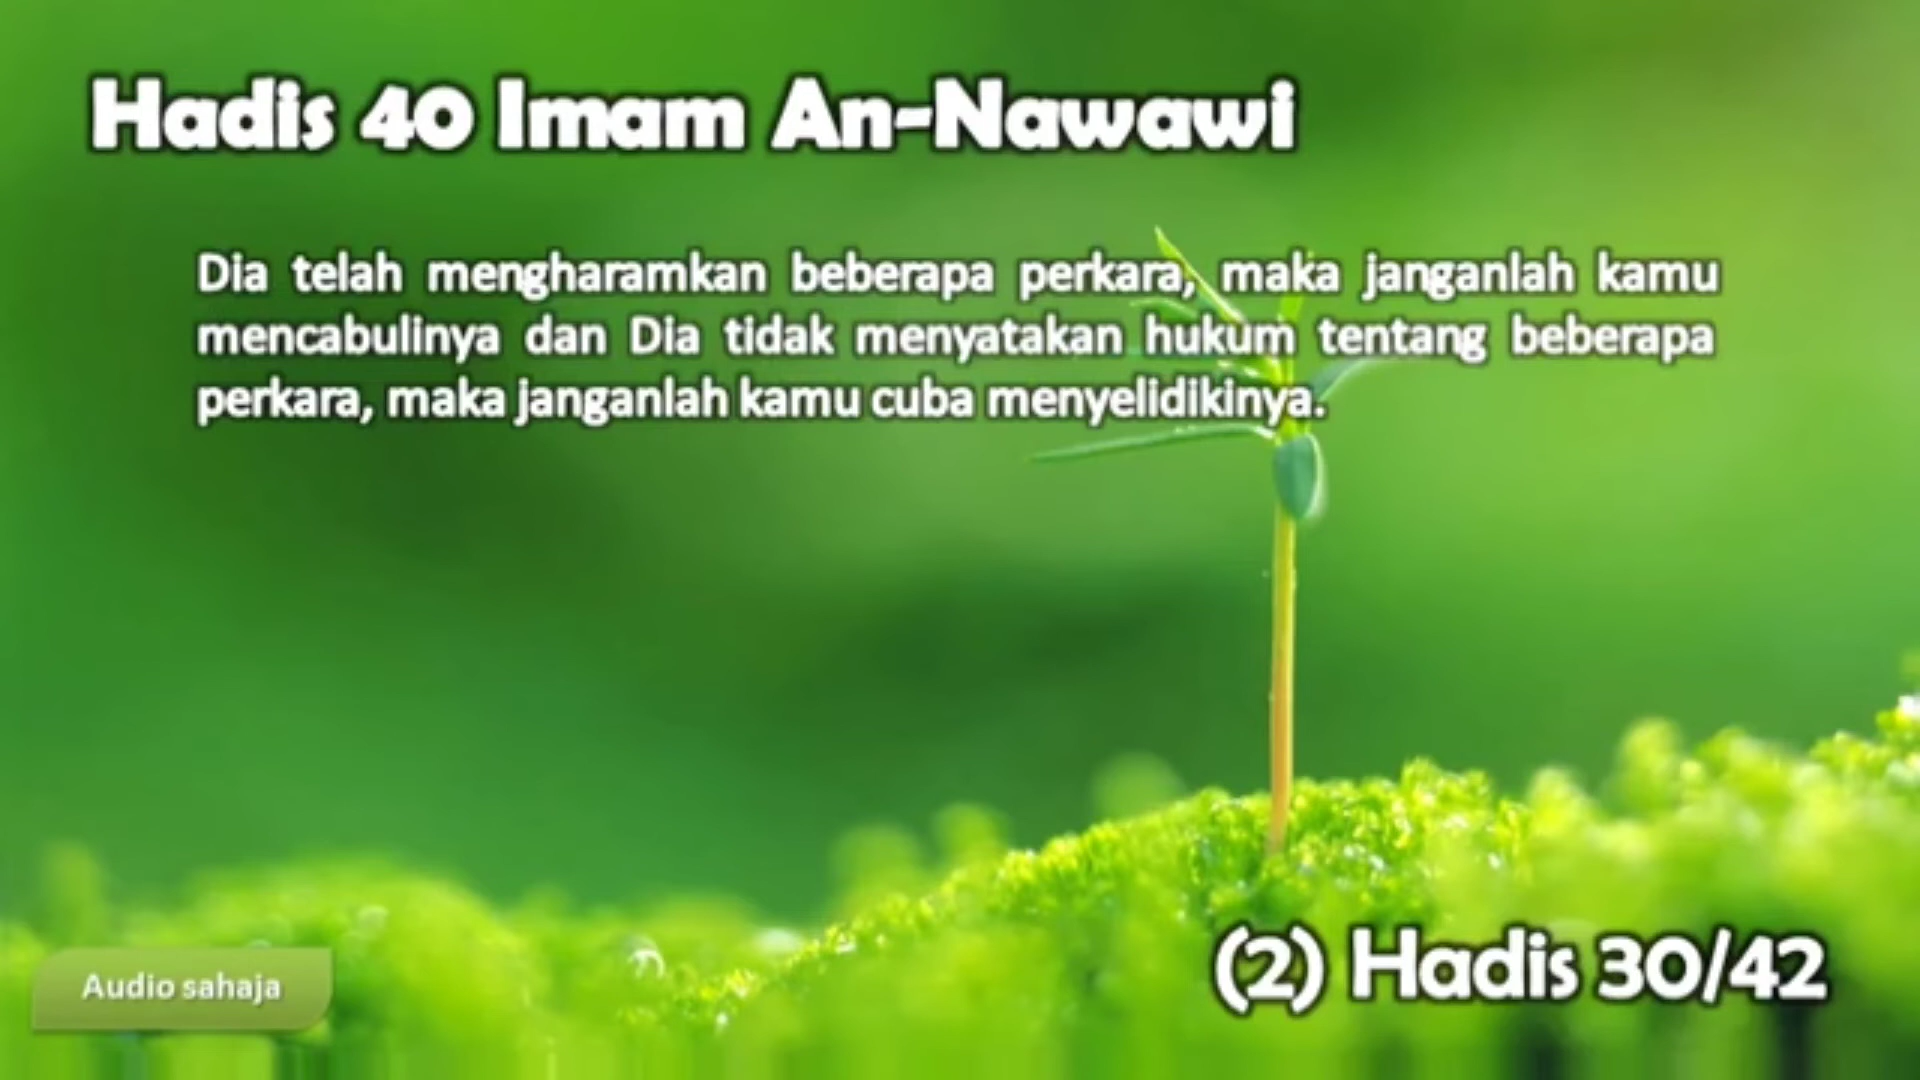 Hadis 40 Imam An-Nawawi
Dia telah mengharamkan beberapa perkara, maka janganlah kamu
mencabulinya dan Dia tidak menyatakan hukum tentang beberapa
perkara, maka janganlah kamu cuba menyelidikinya.
Audio sahaja
(2) Hadis 30/42